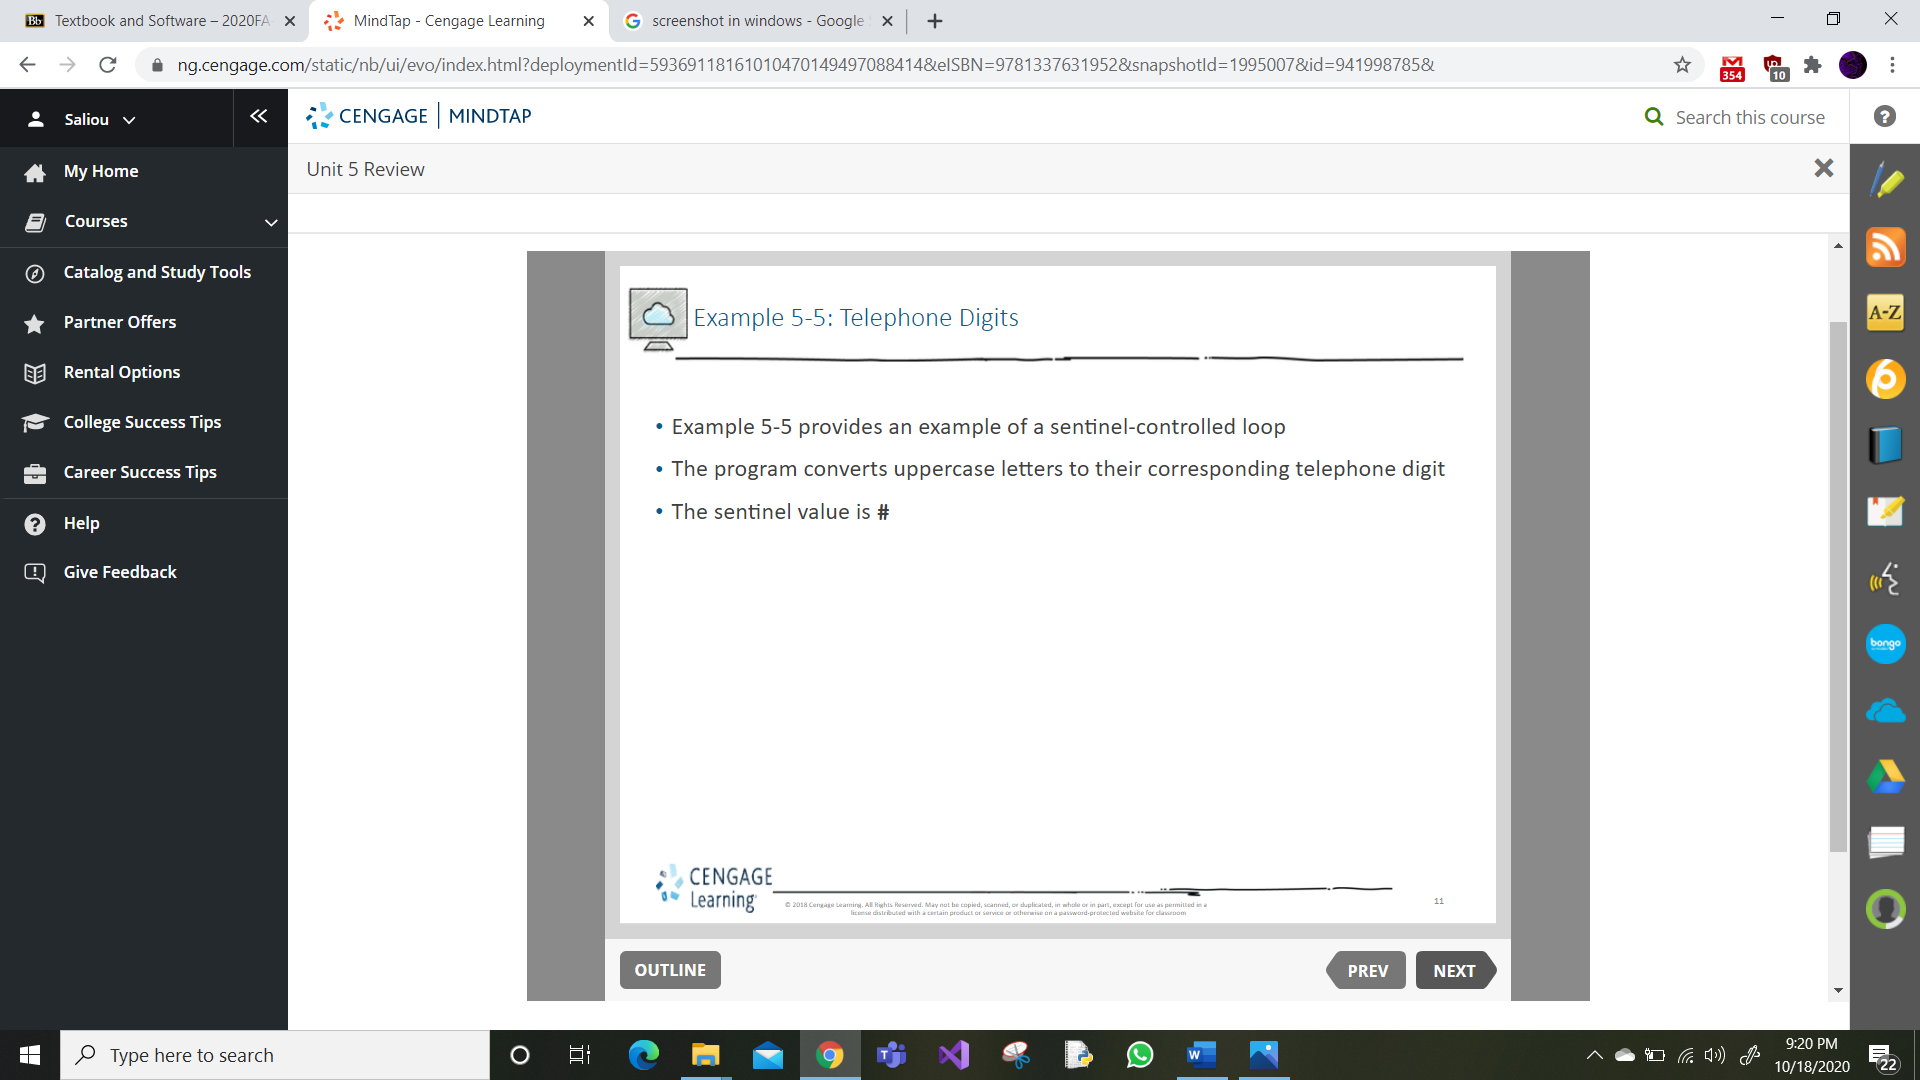 Textbook and Software – 2020FA
MindTap - Cengage Learning
screenshot in windows - Google
ng.cengage.com/static/nb/ui/evo/index.html?deploymentId=59369118161010470149497088414&eISBN=9781337631952&snapshotId=1995007&id=941998785&
354
10
Saliou
CENGAGE | MINDTAP
Search this course
Unit 5 Review
My Home
Courses
Catalog and Study Tools
Partner Offers
Rental Options
College Success Tips
Career Success Tips
Help
Give Feedback
Example 5-5: Telephone Digits
• Example 5-5 provides an example of a sentinel-controlled loop
• The program converts uppercase letters to their corresponding telephone digit
• The sentinel value is #
CENGAGE
Learning
© 2018 Cengage Learning. All Rights Reserved. May not be copied, scanned, or duplicated, in whole or in part, except for use as permitted in a
license distributed with a certain product or service or otherwise on a password-protected website for classroom
11
OUTLINE
PREV
NEXT
A-Z
bongo
Type here to search
9:20 PM
10/18/2020
22